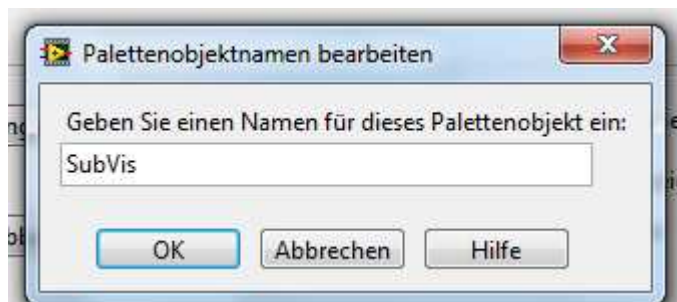 Palettenobjektnamen bearbeiten
Geben Sie einen Namen für dieses Palettenobjekt ein:
SubVis
OK Abbrechen Hilfe